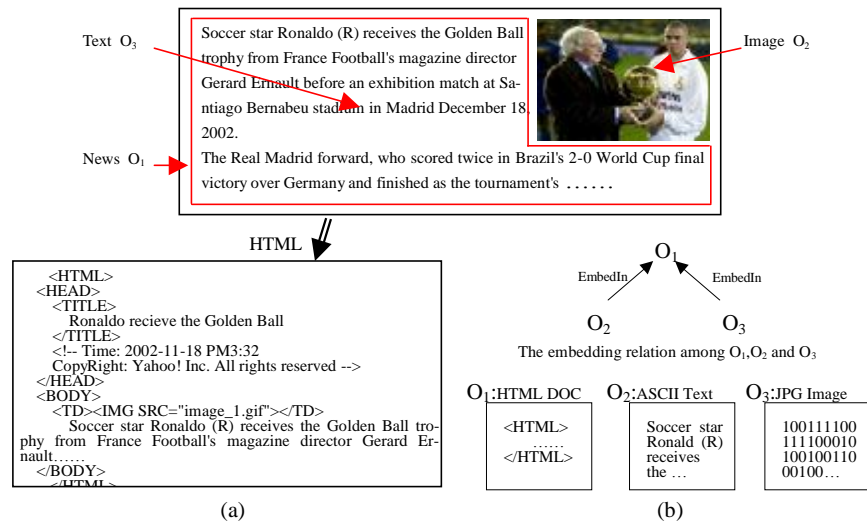 Text O3
Soccer star Ronaldo (R) receives the Golden Ball
trophy from France Football's magazine director
Gerard Ernault before an exhibition match at Sa-
ntiago Bernabeu stadium in Madrid December 18,
2002.
Image O2
News O1
The Real Madrid forward, who scored twice in Brazil's 2-0 World Cup final
victory over Germany and finished as the tournament's ......
HTML
<HTML>
<HEAD>
<TITLE>
Ronaldo recieve the Golden Ball
</TITLE>
<!-- Time: 2002-11-18 PM3:32
CopyRight: Yahoo! Inc. All rights reserved -->
</HEAD>
<BODY>
<TD><IMG SRC="image_1.gif"></TD>
Soccer star Ronaldo (R) receives the Golden Ball tro-
phy from France Football's magazine director Gerard Er-
nault......
</BODY>
</HTML>
(a)
O1
EmbedIn EmbedIn
O2 O3
The embedding relation among O1,O2 and O3
O1:HTML DOC
<HTML>
......
</HTML>
O2:ASCII Text
Soccer star
Ronald (R)
receives
the ...
O3:JPG Image
100111100
111100010
100100110
00100...
(b)